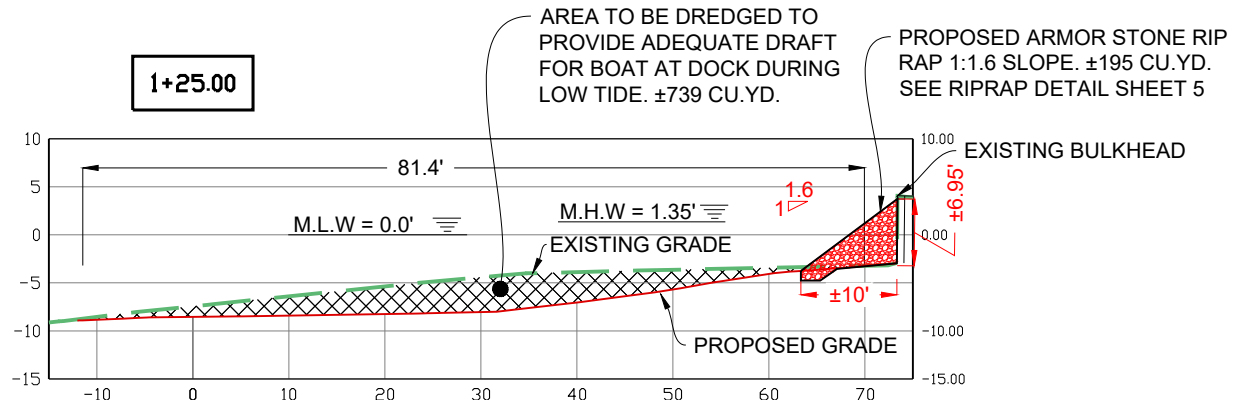 1+25.00
AREA TO BE DREDGED TO
PROVIDE ADEQUATE DRAFT
FOR BOAT AT DOCK DURING
LOW TIDE. ±739 CU.YD.
PROPOSED ARMOR STONE RIP
RAP 1:1.6 SLOPE. ±195 CU.YD.
SEE RIPRAP DETAIL SHEET 5
EXISTING BULKHEAD
10
10.00
81.4'
5
1.6
1
±6.95'
M.L.W = 0.0'
M.H.W = 1.35'
0
0.00
EXISTING GRADE
-5
±10'
-10
-10.00
PROPOSED GRADE
-15
-15.00
-10
0
10
20
30
40
50
60
70